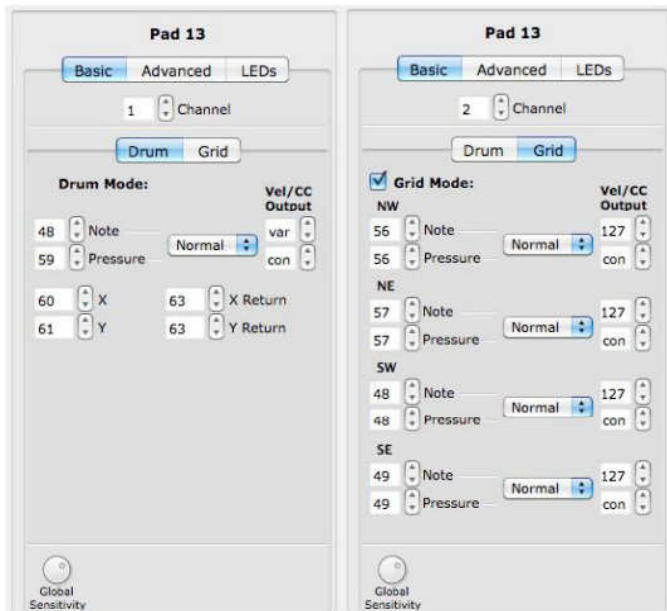 Pad 13
Basic Advanced LEDs
1 Channel
Drum Grid
Drum Mode:
Vel/CC
Output
48 Note Normal var
59 Pressure con
60 X 63 X Return
61 Y 63 Y Return
Global
Sensitivity
Pad 13
Basic Advanced LEDs
2 Channel
Drum Grid
Grid Mode:
Vel/CC
Output
NW
56 Note Normal 127
56 Pressure con
NE
57 Note Normal 127
57 Pressure con
SW
48 Note Normal 127
48 Pressure con
SE
49 Note Normal 127
49 Pressure con
Global
Sensitivity